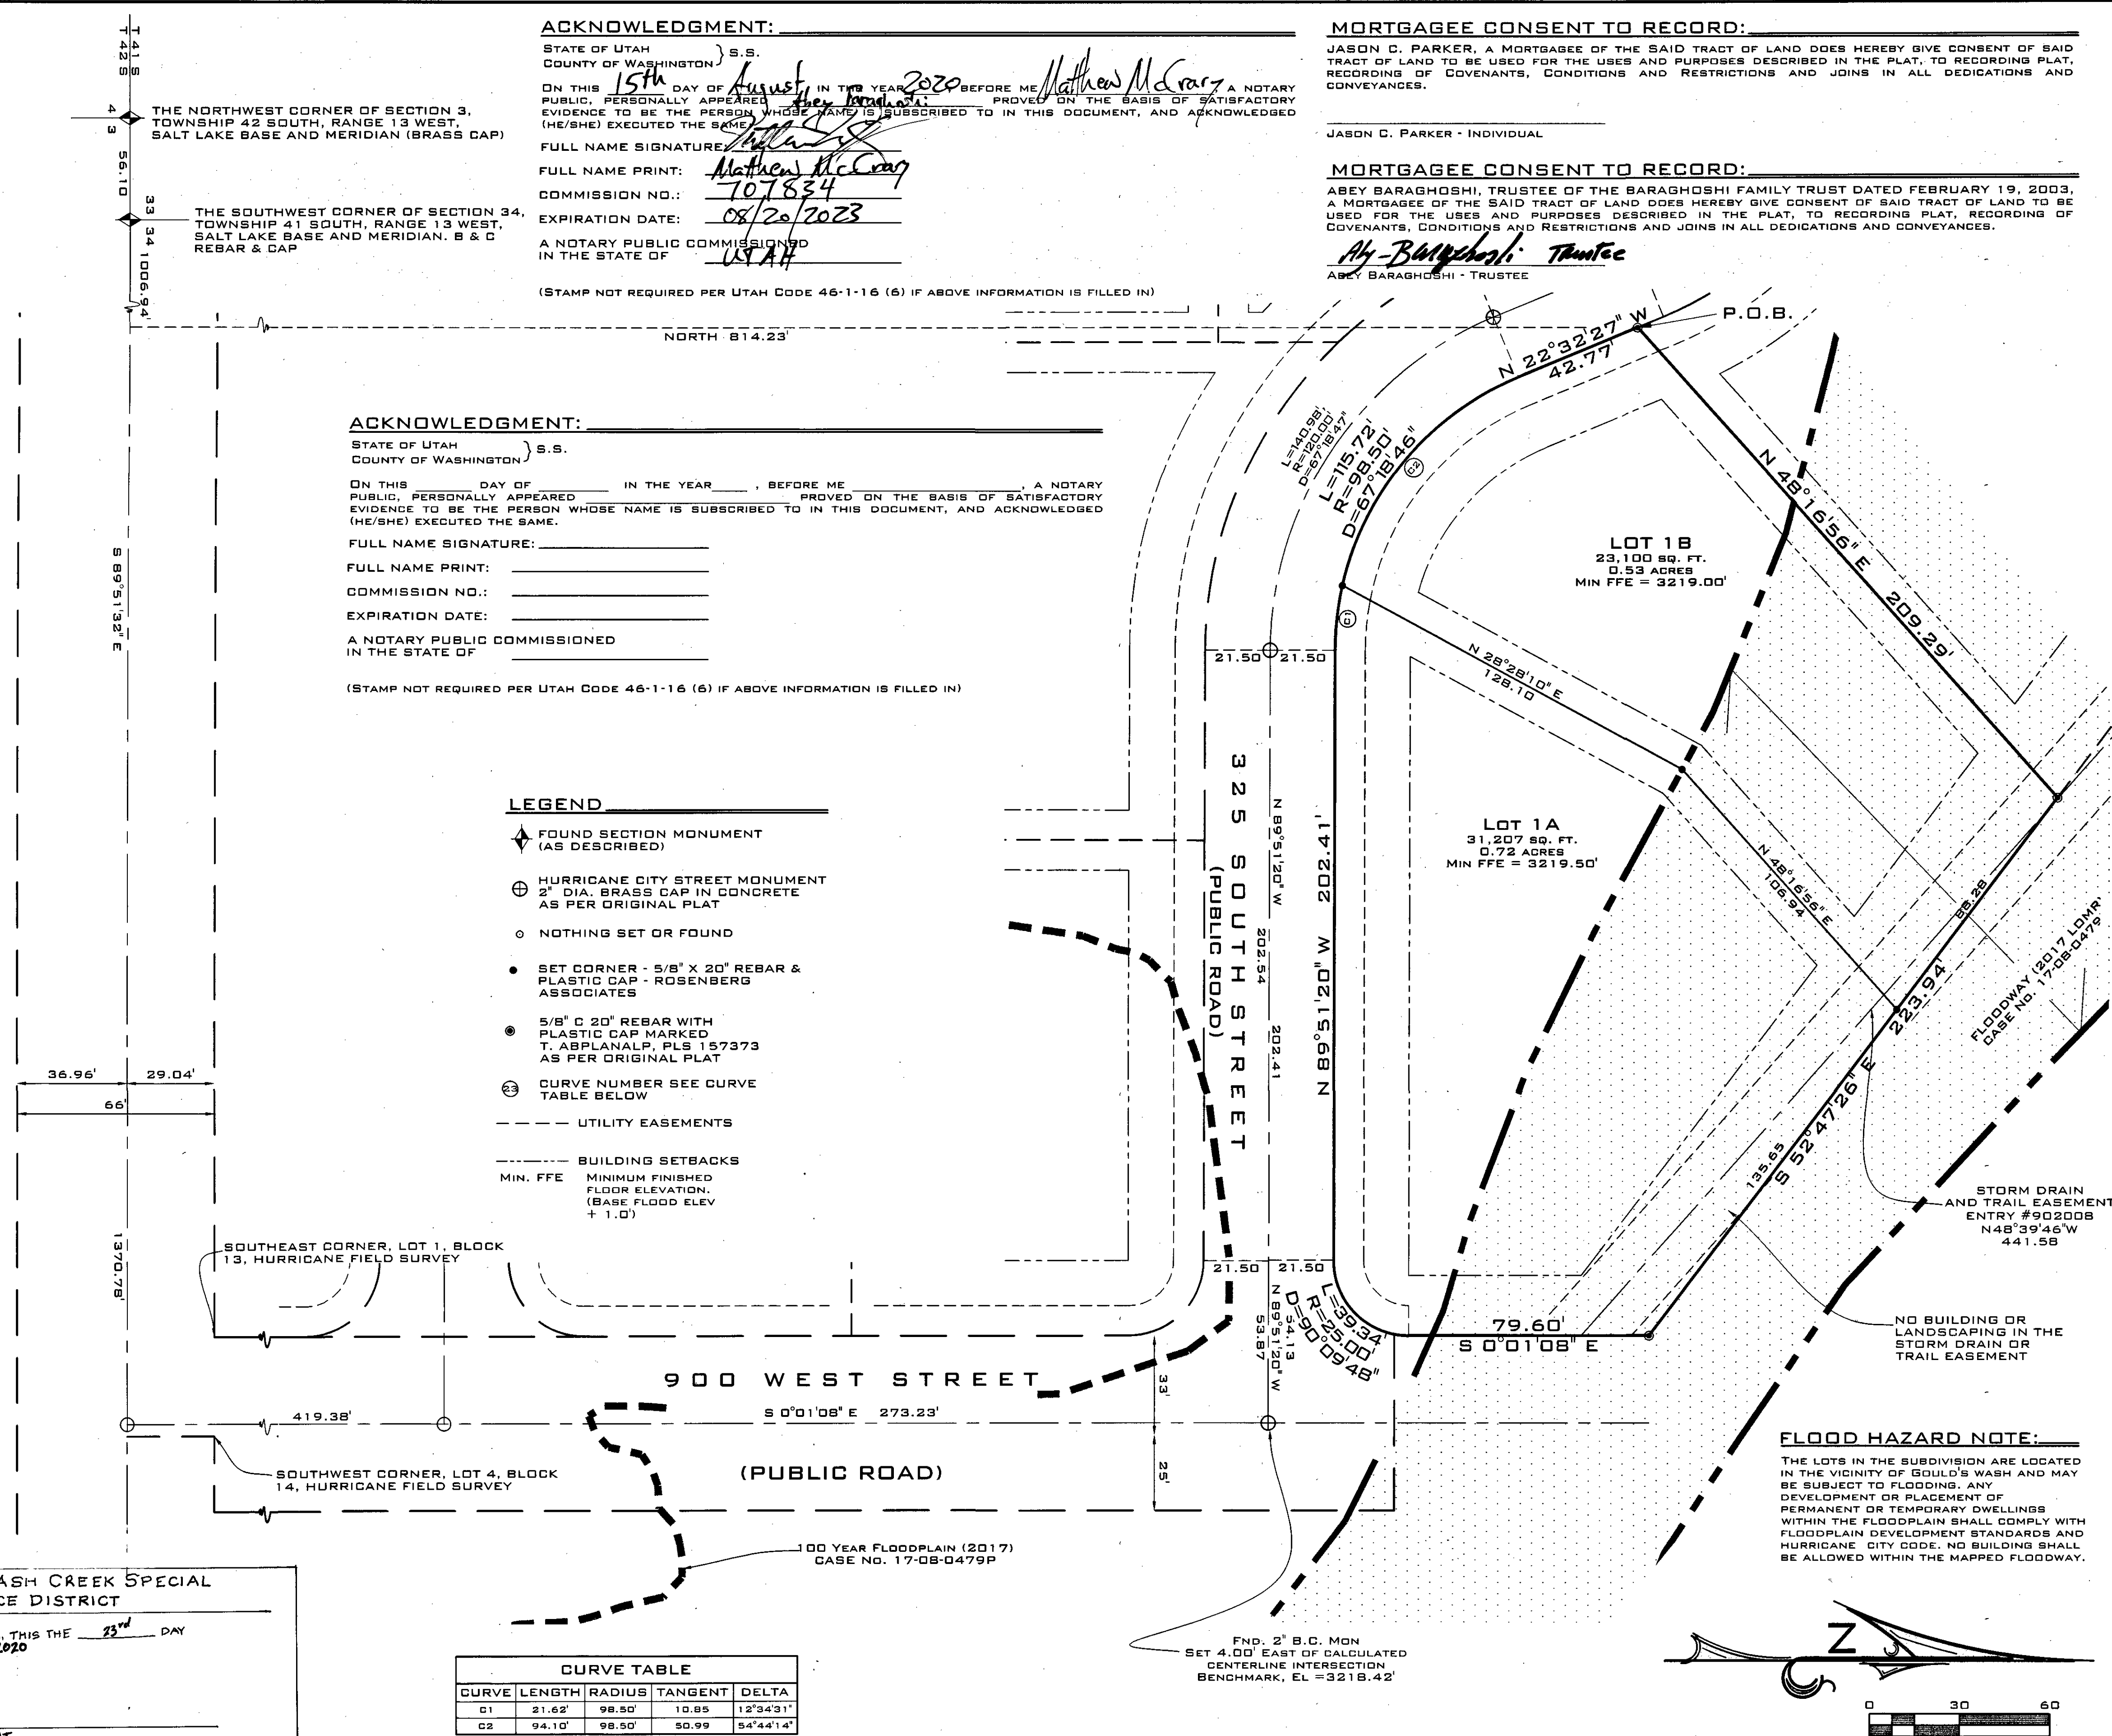 ACKNOWLEDGMENT:
STATE OF UTAH
COUNTY OF WASHINGTON } S.S.
ON THIS 15th DAY OF August, IN THE YEAR 2020 BEFORE ME Matthew McCrary, A NOTARY
PUBLIC, PERSONALLY APPEARED Abey Baraghoshi PROVED ON THE BASIS OF SATISFACTORY
EVIDENCE TO BE THE PERSON WHOSE NAME IS SUBSCRIBED TO IN THIS DOCUMENT, AND ACKNOWLEDGED
(HE/SHE) EXECUTED THE SAME.
FULL NAME SIGNATURE:
FULL NAME PRINT: Matthew McCrary
COMMISSION NO.: 707834
EXPIRATION DATE: 08/20/2023
A NOTARY PUBLIC COMMISSIONED
IN THE STATE OF UTAH
(STAMP NOT REQUIRED PER UTAH CODE 46-1-16 (6) IF ABOVE INFORMATION IS FILLED IN)
MORTGAGEE CONSENT TO RECORD:
JASON C. PARKER, A MORTGAGEE OF THE SAID TRACT OF LAND DOES HEREBY GIVE CONSENT OF SAID
TRACT OF LAND TO BE USED FOR THE USES AND PURPOSES DESCRIBED IN THE PLAT, TO RECORDING PLAT,
RECORDING OF COVENANTS, CONDITIONS AND RESTRICTIONS AND JOINS IN ALL DEDICATIONS AND
CONVEYANCES.
JASON C. PARKER - INDIVIDUAL
MORTGAGEE CONSENT TO RECORD:
ABEY BARAGHOSHI, TRUSTEE OF THE BARAGHOSHI FAMILY TRUST DATED FEBRUARY 19, 2003,
A MORTGAGEE OF THE SAID TRACT OF LAND DOES HEREBY GIVE CONSENT OF SAID TRACT OF LAND TO BE
USED FOR THE USES AND PURPOSES DESCRIBED IN THE PLAT, TO RECORDING PLAT, RECORDING OF
COVENANTS, CONDITIONS AND RESTRICTIONS AND JOINS IN ALL DEDICATIONS AND CONVEYANCES.
Aby-Baraghoshi Trustee
ABEY BARAGHOSHI - TRUSTEE
T 41 S
T 42 S
4 3
THE NORTHWEST CORNER OF SECTION 3,
TOWNSHIP 42 SOUTH, RANGE 13 WEST,
SALT LAKE BASE AND MERIDIAN (BRASS CAP)
56.10
33 34
THE SOUTHWEST CORNER OF SECTION 34,
TOWNSHIP 41 SOUTH, RANGE 13 WEST,
SALT LAKE BASE AND MERIDIAN. B & C
REBAR & CAP
1006.94'
NORTH 814.23'
S 89°51'32" E
1370.78'
ACKNOWLEDGMENT:
STATE OF UTAH
COUNTY OF WASHINGTON } S.S.
ON THIS ______ DAY OF ______ IN THE YEAR ____ , BEFORE ME ______, A NOTARY
PUBLIC, PERSONALLY APPEARED ______ PROVED ON THE BASIS OF SATISFACTORY
EVIDENCE TO BE THE PERSON WHOSE NAME IS SUBSCRIBED TO IN THIS DOCUMENT, AND ACKNOWLEDGED
(HE/SHE) EXECUTED THE SAME.
FULL NAME SIGNATURE:
FULL NAME PRINT:
COMMISSION NO.:
EXPIRATION DATE:
A NOTARY PUBLIC COMMISSIONED
IN THE STATE OF
(STAMP NOT REQUIRED PER UTAH CODE 46-1-16 (6) IF ABOVE INFORMATION IS FILLED IN)
LEGEND
FOUND SECTION MONUMENT
(AS DESCRIBED)
HURRICANE CITY STREET MONUMENT
2" DIA. BRASS CAP IN CONCRETE
AS PER ORIGINAL PLAT
NOTHING SET OR FOUND
SET CORNER - 5/8" X 20" REBAR &
PLASTIC CAP - ROSENBERG
ASSOCIATES
5/8" C 20" REBAR WITH
PLASTIC CAP MARKED
T. ABPLANALP, PLS 157373
AS PER ORIGINAL PLAT
23 CURVE NUMBER SEE CURVE
TABLE BELOW
UTILITY EASEMENTS
BUILDING SETBACKS
MIN. FFE MINIMUM FINISHED
FLOOR ELEVATION.
(BASE FLOOD ELEV
+ 1.0')
P.O.B.
N 22°32'27" W
42.77'
L=140.98'
R=120.00'
D=67°18'47"
L=115.72'
R=98.50'
D=67°18'46"
C2
C1
LOT 1B
23,100 SQ. FT.
0.53 ACRES
MIN FFE = 3219.00'
N 48°16'56" E 209.29'
N 28°28'10" E
128.10
21.50 21.50
LOT 1A
31,207 SQ. FT.
0.72 ACRES
MIN FFE = 3219.50'
N 48°16'56" E
106.94
88.28
223.94'
S 52°47'26" E
135.65
FLOODWAY (2017 LOMR)
CASE NO. 17-08-0479
325 SOUTH STREET
(PUBLIC ROAD)
N 89°51'20" W
202.54
202.41
N 89°51'20" W 202.41'
21.50 21.50
L=39.34'
R=25.00'
D=90°09'48"
54.13
N 89°51'20" W
53.87
79.60'
S 0°01'08" E
STORM DRAIN
AND TRAIL EASEMENT
ENTRY #902008
N48°39'46"W
441.58
NO BUILDING OR
LANDSCAPING IN THE
STORM DRAIN OR
TRAIL EASEMENT
36.96' 29.04'
66'
SOUTHEAST CORNER, LOT 1, BLOCK
13, HURRICANE FIELD SURVEY
900 WEST STREET
33'
419.38'
S 0°01'08" E 273.23'
(PUBLIC ROAD)
25'
SOUTHWEST CORNER, LOT 4, BLOCK
14, HURRICANE FIELD SURVEY
100 YEAR FLOODPLAIN (2017)
CASE NO. 17-08-0479P
FND. 2" B.C. MON
SET 4.00' EAST OF CALCULATED
CENTERLINE INTERSECTION
BENCHMARK, EL =3218.42'
FLOOD HAZARD NOTE:
THE LOTS IN THE SUBDIVISION ARE LOCATED
IN THE VICINITY OF GOULD'S WASH AND MAY
BE SUBJECT TO FLOODING. ANY
DEVELOPMENT OR PLACEMENT OF
PERMANENT OR TEMPORARY DWELLINGS
WITHIN THE FLOODPLAIN SHALL COMPLY WITH
FLOODPLAIN DEVELOPMENT STANDARDS AND
HURRICANE CITY CODE. NO BUILDING SHALL
BE ALLOWED WITHIN THE MAPPED FLOODWAY.
ASH CREEK SPECIAL
CE DISTRICT
, THIS THE 23rd DAY
2020
CURVE TABLE
CURVE LENGTH RADIUS TANGENT DELTA
C1 21.62' 98.50' 10.85 12°34'31"
C2 94.10' 98.50' 50.99 54°44'14"
Z
0 30 60